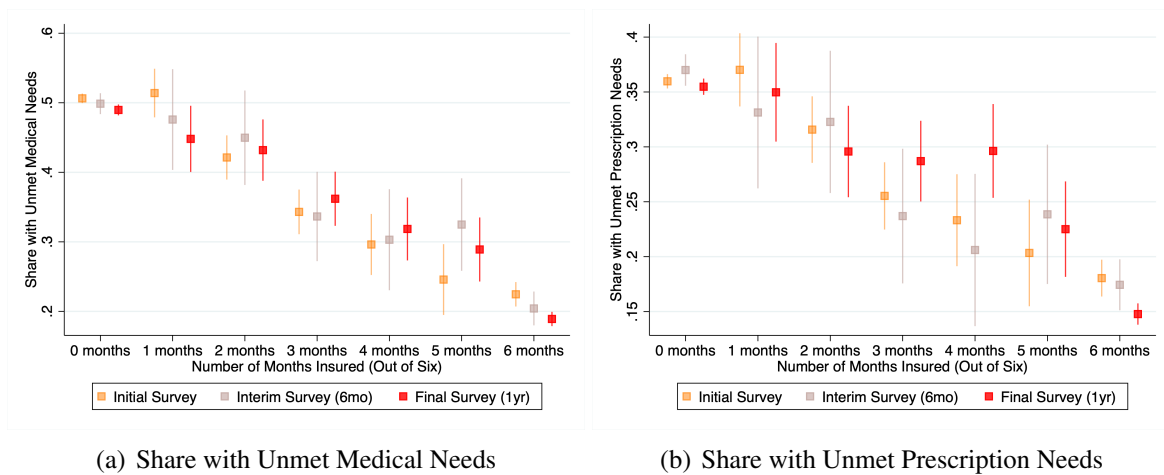 Share with Unmet Medical Needs
.6
.5
.4
.3
.2
0 months 1 months 2 months 3 months 4 months 5 months 6 months
Number of Months Insured (Out of Six)
Initial Survey Interim Survey (6mo) Final Survey (1yr)
(a) Share with Unmet Medical Needs
Share with Unmet Prescription Needs
.4
.35
.3
.25
.2
.15
0 months 1 months 2 months 3 months 4 months 5 months 6 months
Number of Months Insured (Out of Six)
Initial Survey Interim Survey (6mo) Final Survey (1yr)
(b) Share with Unmet Prescription Needs